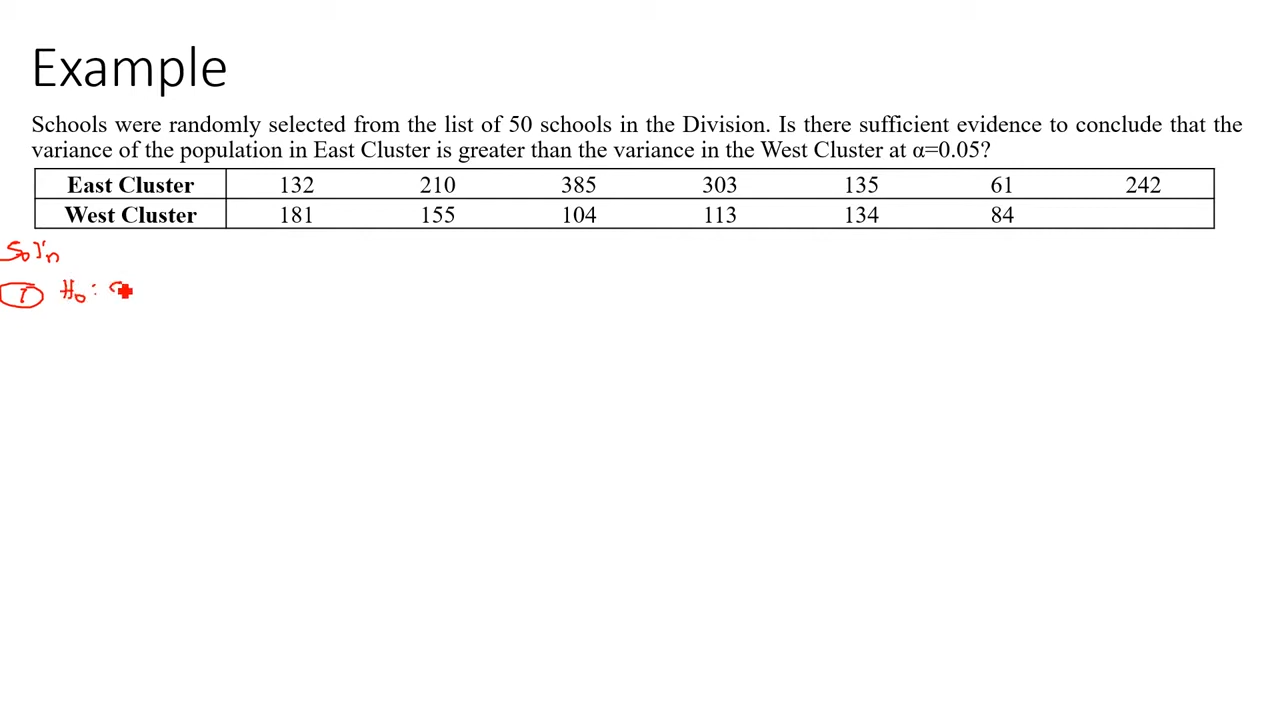 Example
Schools were randomly selected from the list of 50 schools in the Division. Is there sufficient evidence to conclude that the
variance of the population in East Cluster is greater than the variance in the West Cluster at α=0.05?
East Cluster 132 210 385 303 135 61 242
West Cluster 181 155 104 113 134 84
Sol'n
① H₀ :